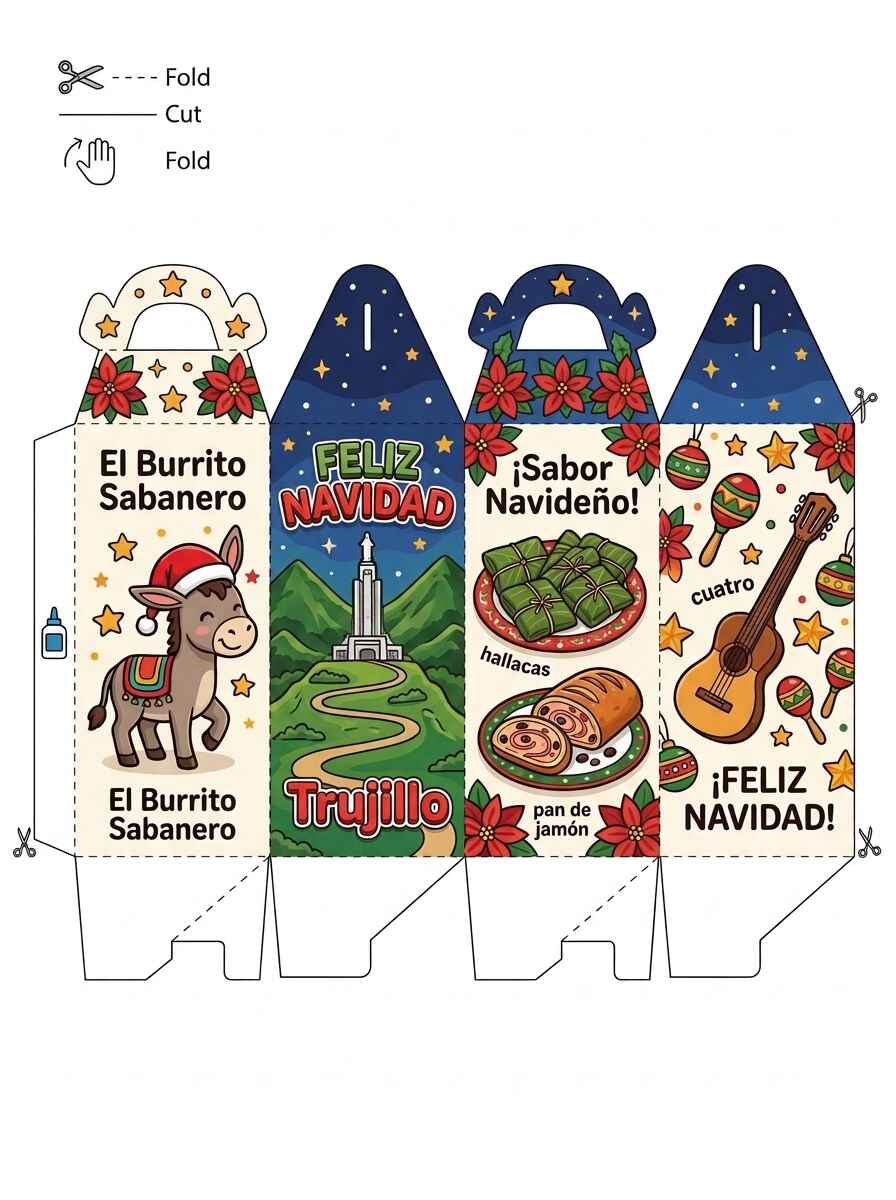 Fold
Cut
Fold
El Burrito
Sabanero
El Burrito
Sabanero
FELIZ
NAVIDAD
Trujillo
¡Sabor
Navideño!
hallacas
pan de
jamón
cuatro
¡FELIZ
NAVIDAD!